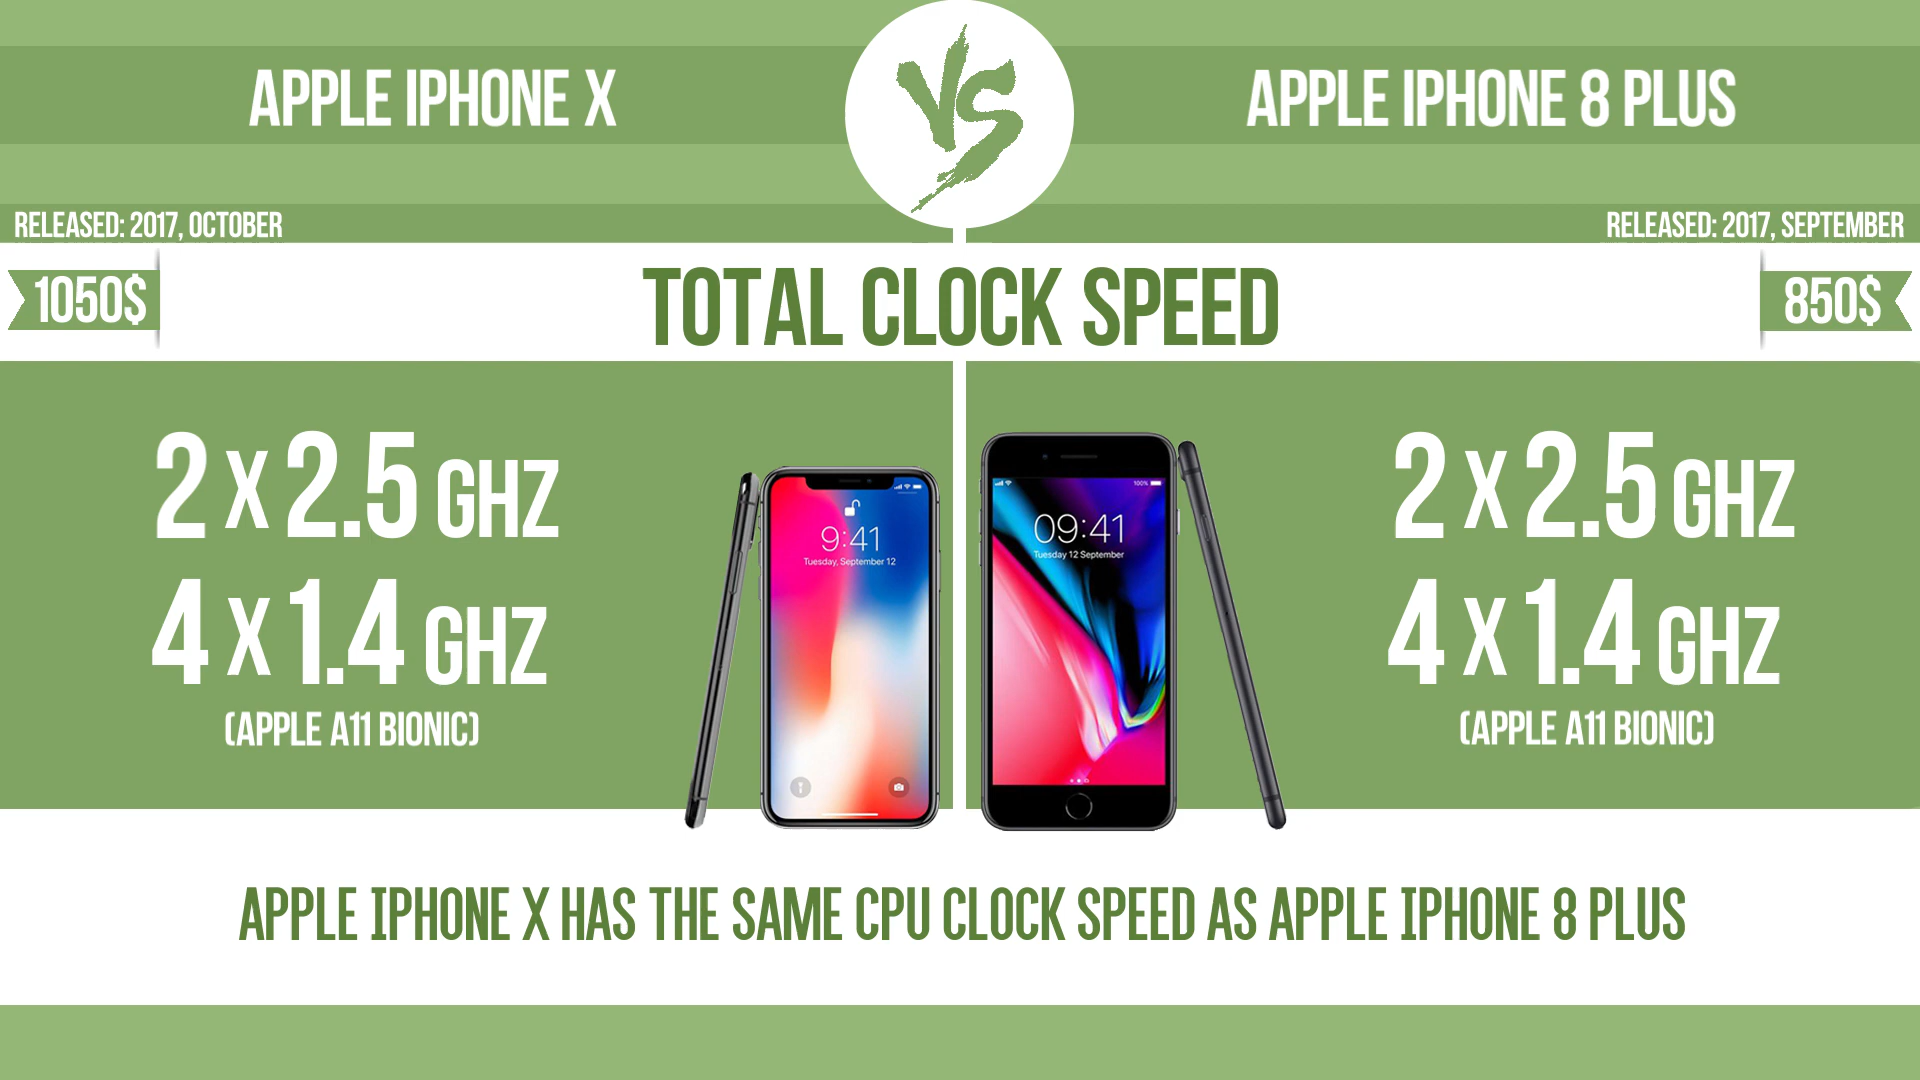 APPLE IPHONE X
VS
APPLE IPHONE 8 PLUS
RELEASED: 2017, OCTOBER
RELEASED: 2017, SEPTEMBER
1050$
TOTAL CLOCK SPEED
850$
2 X 2.5 GHZ
4 X 1.4 GHZ
(APPLE A11 BIONIC)
9:41
Tuesday, September 12
100%
09:41
Tuesday 12 September
2 X 2.5 GHZ
4 X 1.4 GHZ
(APPLE A11 BIONIC)
APPLE IPHONE X HAS THE SAME CPU CLOCK SPEED AS APPLE IPHONE 8 PLUS